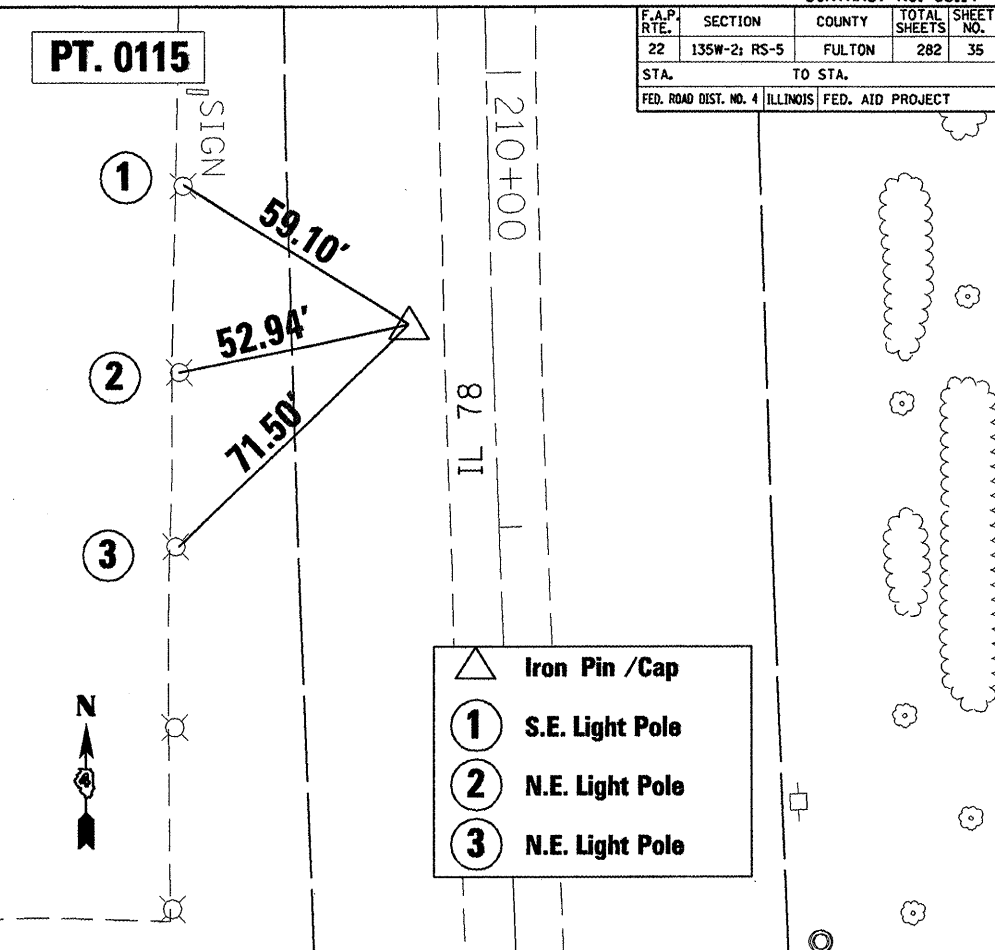 F.A.P. RTE. SECTION COUNTY TOTAL SHEETS SHEET NO.
22 135W-2; RS-5 FULTON 282 35
STA. TO STA.
FED. ROAD DIST. NO. 4 ILLINOIS FED. AID PROJECT
PT. 0115
SIGN
210+00
1
59.10'
52.94'
2
71.50'
IL 78
3
N
4
Iron Pin /Cap
1 S.E. Light Pole
2 N.E. Light Pole
3 N.E. Light Pole